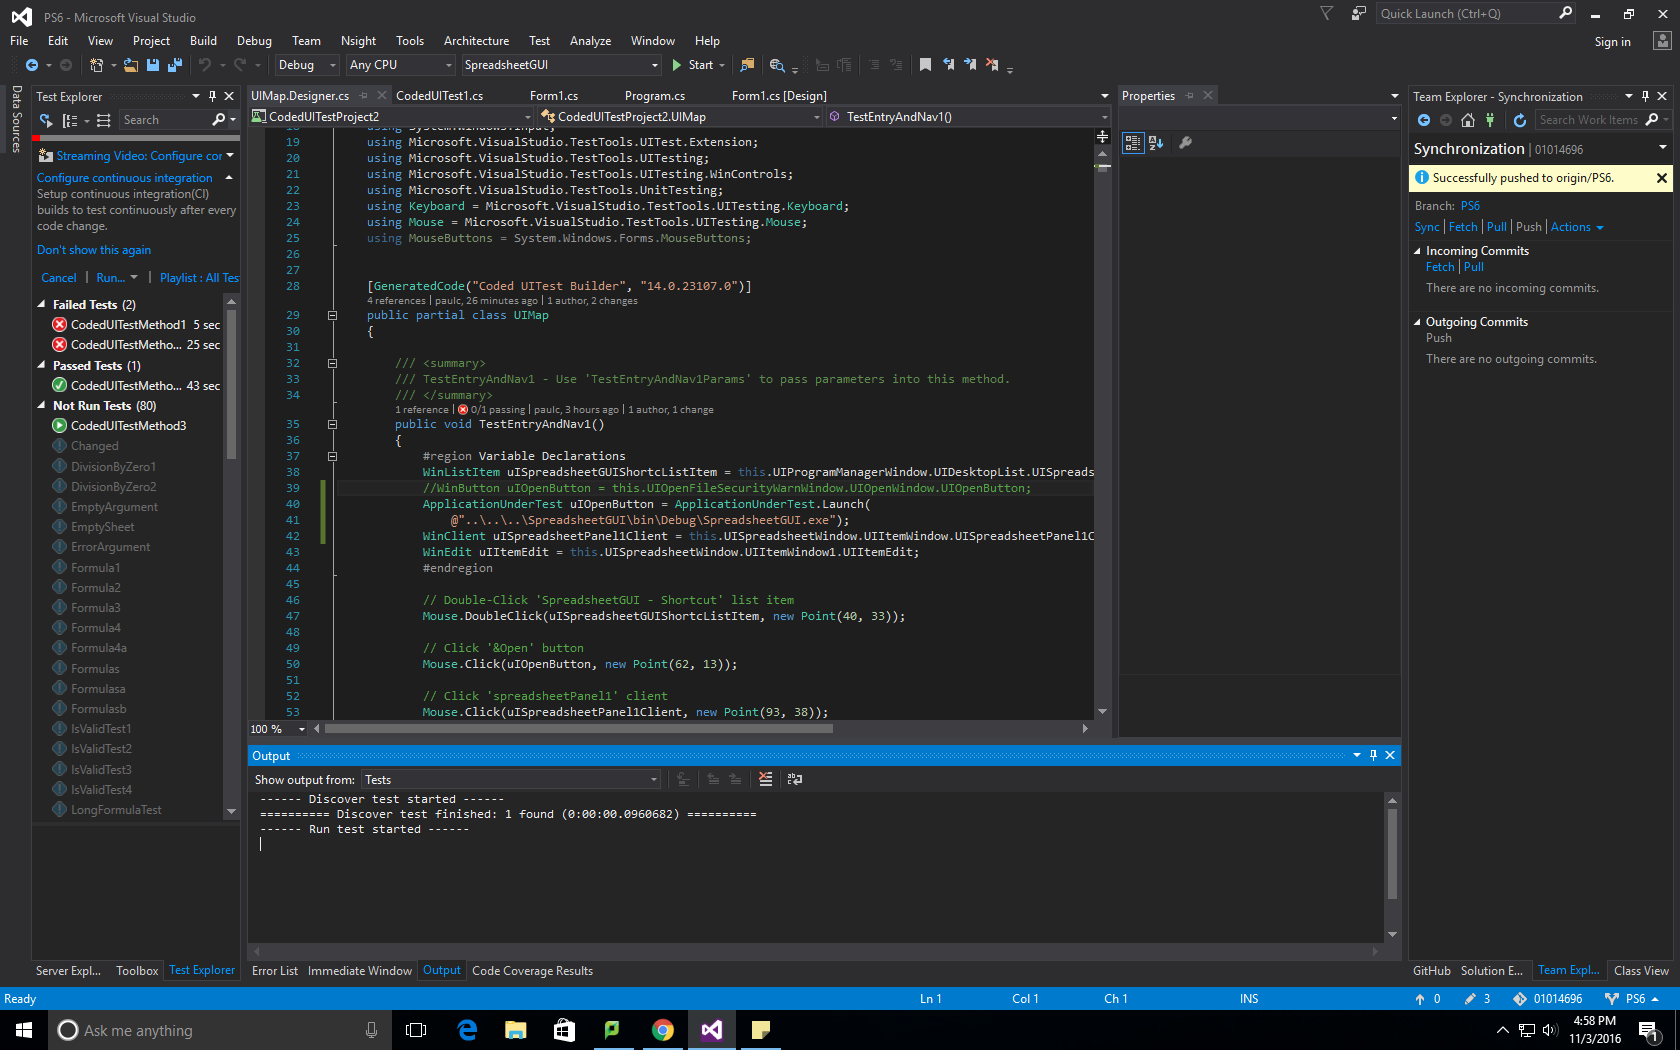 PS6 - Microsoft Visual Studio
Quick Launch (Ctrl+Q)
File Edit View Project Build Debug Team Nsight Tools Architecture Test Analyze Window Help
Sign in
Debug Any CPU SpreadsheetGUI Start
Data Sources
Test Explorer
Search
Streaming Video: Configure cor
Configure continuous integration
Setup continuous integration(CI)
builds to test continuously after every
code change.
Don't show this again
Cancel | Run... | Playlist : All Tes
Failed Tests (2)
CodedUITestMethod1 5 sec
CodedUITestMetho... 25 sec
Passed Tests (1)
CodedUITestMetho... 43 sec
Not Run Tests (80)
CodedUITestMethod3
Changed
DivisionByZero1
DivisionByZero2
EmptyArgument
EmptySheet
ErrorArgument
Formula1
Formula2
Formula3
Formula4
Formula4a
Formulas
Formulasa
Formulasb
IsValidTest1
IsValidTest2
IsValidTest3
IsValidTest4
LongFormulaTest
Server Expl... Toolbox Test Explorer
UIMap.Designer.cs CodedUITest1.cs Form1.cs Program.cs Form1.cs [Design]
CodedUITestProject2 CodedUITestProject2.UIMap TestEntryAndNav1()
18 using System.Windows.Input;
19 using Microsoft.VisualStudio.TestTools.UITest.Extension;
20 using Microsoft.VisualStudio.TestTools.UITesting;
21 using Microsoft.VisualStudio.TestTools.UITesting.WinControls;
22 using Microsoft.VisualStudio.TestTools.UnitTesting;
23 using Keyboard = Microsoft.VisualStudio.TestTools.UITesting.Keyboard;
24 using Mouse = Microsoft.VisualStudio.TestTools.UITesting.Mouse;
25 using MouseButtons = System.Windows.Forms.MouseButtons;
26
27
28 [GeneratedCode("Coded UITest Builder", "14.0.23107.0")]
4 references | paulc, 26 minutes ago | 1 author, 2 changes
29 public partial class UIMap
30 {
31
32 /// <summary>
33 /// TestEntryAndNav1 - Use 'TestEntryAndNav1Params' to pass parameters into this method.
34 /// </summary>
1 reference | 0/1 passing | paulc, 3 hours ago | 1 author, 1 change
35 public void TestEntryAndNav1()
36 {
37 #region Variable Declarations
38 WinListItem uISpreadsheetGUIShortcListItem = this.UIProgramManagerWindow.UIDesktopList.UISpreads
39 //WinButton uIOpenButton = this.UIOpenFileSecurityWarnWindow.UIOpenWindow.UIOpenButton;
40 ApplicationUnderTest uIOpenButton = ApplicationUnderTest.Launch(
41 @"..\..\..\SpreadsheetGUI\bin\Debug\SpreadsheetGUI.exe");
42 WinClient uISpreadsheetPanel1Client = this.UISpreadsheetWindow.UIItemWindow.UISpreadsheetPanel1C
43 WinEdit uIItemEdit = this.UISpreadsheetWindow.UIItemWindow1.UIItemEdit;
44 #endregion
45
46 // Double-Click 'SpreadsheetGUI - Shortcut' list item
47 Mouse.DoubleClick(uISpreadsheetGUIShortcListItem, new Point(40, 33));
48
49 // Click '&Open' button
50 Mouse.Click(uIOpenButton, new Point(62, 13));
51
52 // Click 'spreadsheetPanel1' client
53 Mouse.Click(uISpreadsheetPanel1Client, new Point(93, 38));
100 %
Output
Show output from: Tests
------ Discover test started ------
========== Discover test finished: 1 found (0:00:00.0960682) ==========
------ Run test started ------
Error List Immediate Window Output Code Coverage Results
Properties
Team Explorer - Synchronization
Search Work Items
Synchronization | 01014696
Successfully pushed to origin/PS6.
Branch: PS6
Sync | Fetch | Pull | Push | Actions
Incoming Commits
Fetch | Pull
There are no incoming commits.
Outgoing Commits
Push
There are no outgoing commits.
GitHub Solution E... Team Expl... Class View
Ready Ln 1 Col 1 Ch 1 INS 0 3 01014696 PS6
Ask me anything
4:58 PM
11/3/2016
1